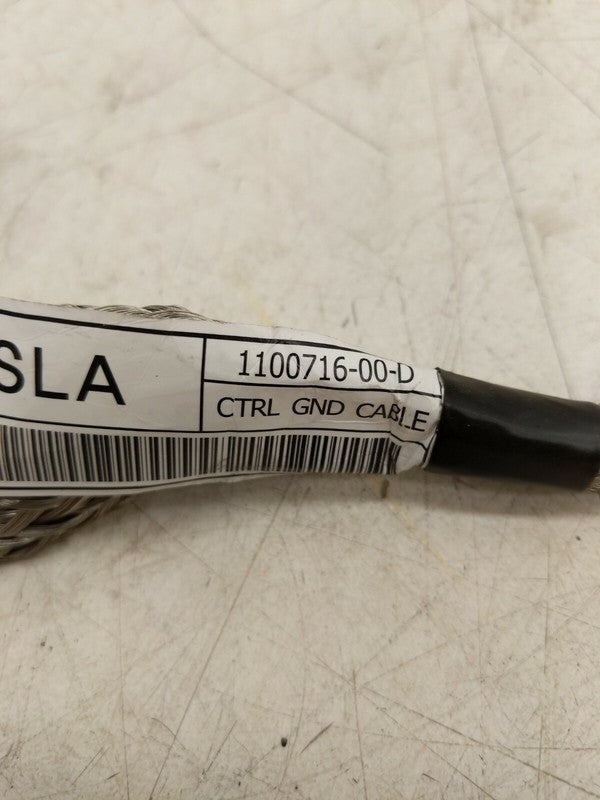 SLA
1100716-00-D
CTRL GND CABLE